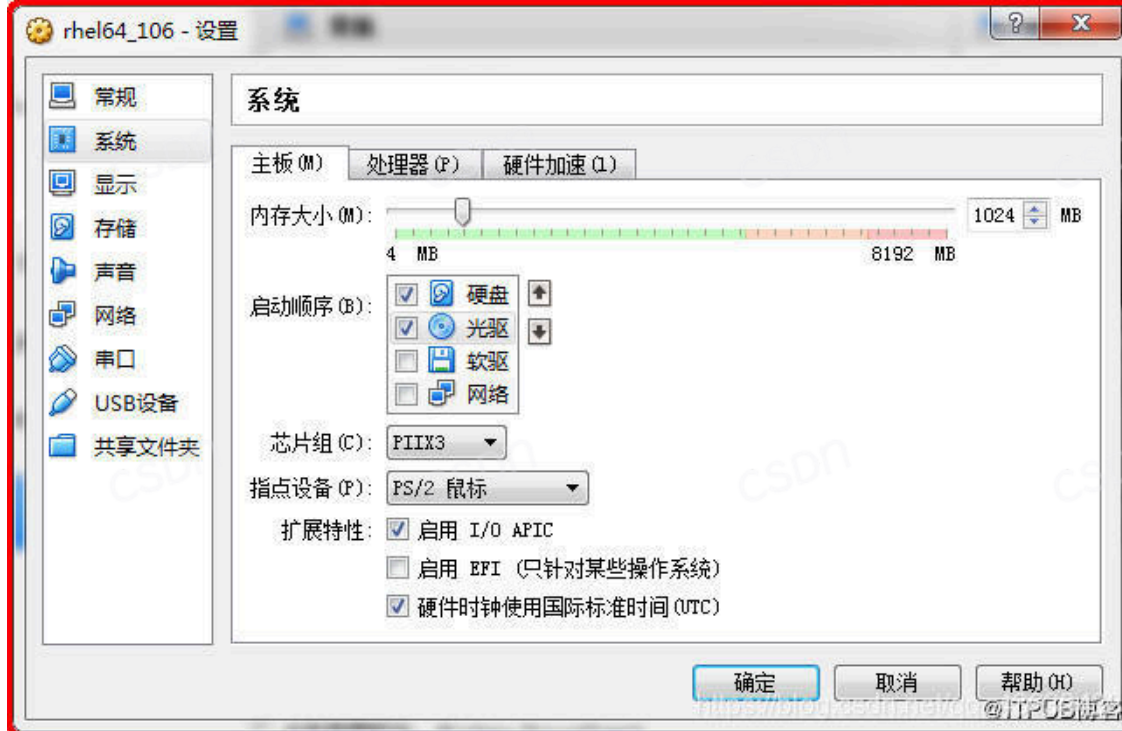 rhel64_106 - 设置
?
X
常规
系统
显示
存储
声音
网络
串口
USB设备
共享文件夹
系统
主板(M) 处理器(P) 硬件加速(l)
内存大小(M): 1024 MB
4 MB 8192 MB
启动顺序(B): 硬盘
光驱
软驱
网络
芯片组(C): PIIX3
指点设备(P): PS/2 鼠标
扩展特性: 启用 I/O APIC
启用 EFI (只针对某些操作系统)
硬件时钟使用国际标准时间(UTC)
确定 取消 帮助(H)
@ITPUB博客
CSDN
CSDN